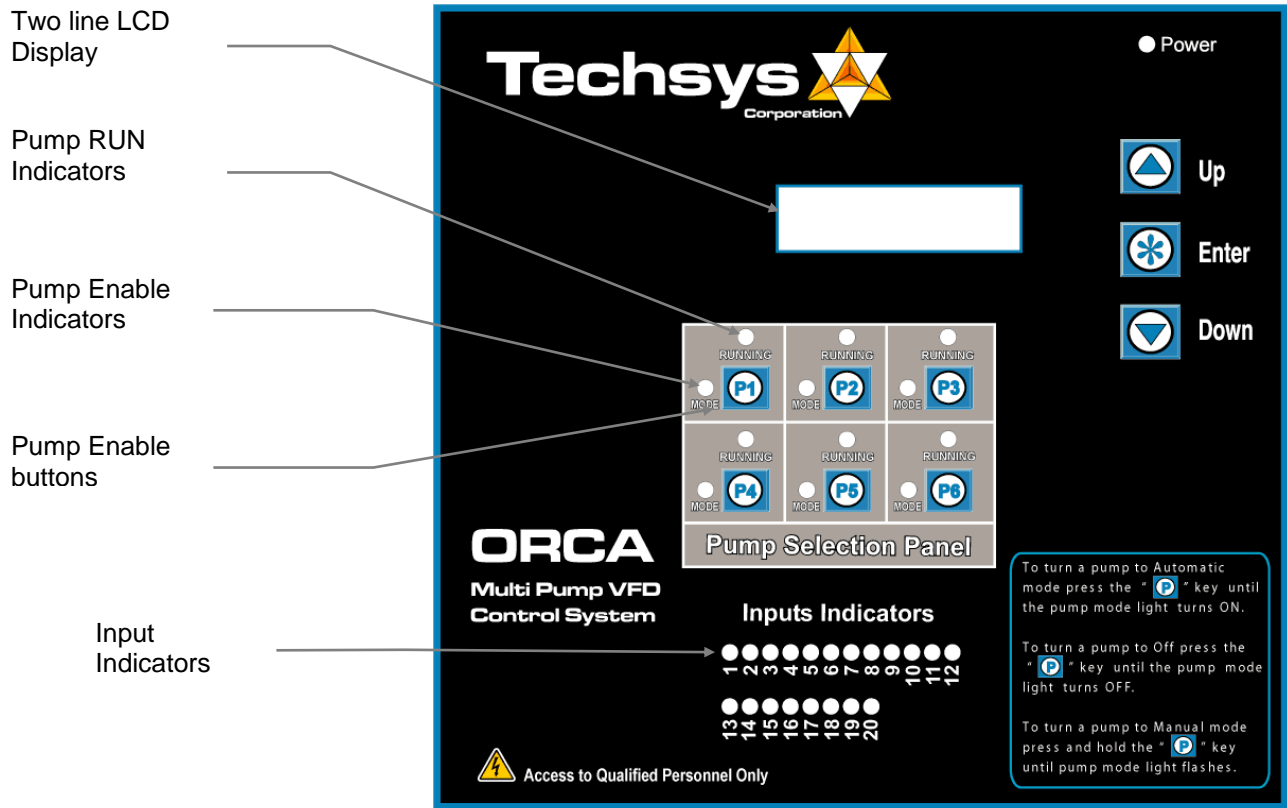 Two line LCD
Display
Pump RUN
Indicators
Pump Enable
Indicators
Pump Enable
buttons
Input
Indicators
Techsys
Corporation
Power
Up
Enter
Down
RUNNING RUNNING RUNNING
P1 P2 P3
MODE MODE MODE
RUNNING RUNNING RUNNING
P4 P5 P6
MODE MODE MODE
Pump Selection Panel
ORCA
Multi Pump VFD
Control System
Inputs Indicators
1 2 3 4 5 6 7 8 9 10 11 12
13 14 15 16 17 18 19 20
To turn a pump to Automatic
mode press the " P " key until
the pump mode light turns ON.
To turn a pump to Off press the
" P " key until the pump mode
light turns OFF.
To turn a pump to Manual mode
press and hold the " P " key
until pump mode light flashes.
Access to Qualified Personnel Only